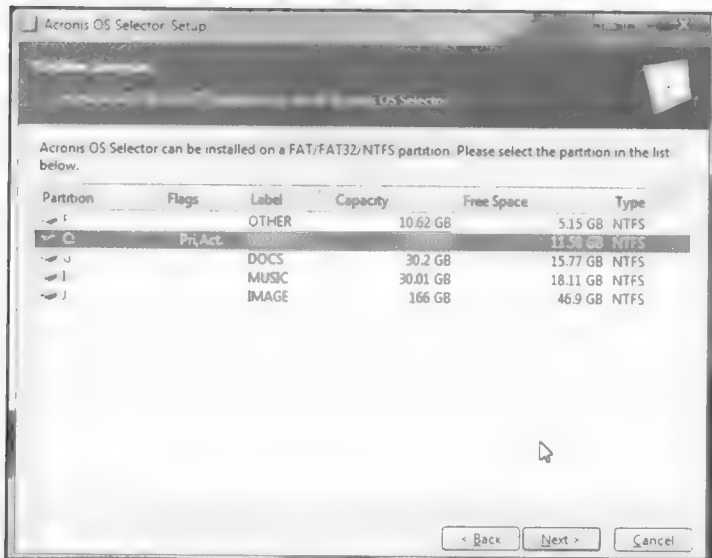 Acronis OS Selector Setup
OS Selector
Acronis OS Selector can be installed on a FAT/FAT32/NTFS partition. Please select the partition in the list
below.
Partition Flags Label Capacity Free Space Type
OTHER 10.62 GB 5.15 GB NTFS
Pri,Act. 11.58 GB NTFS
DOCS 30.2 GB 15.77 GB NTFS
I MUSIC 30.01 GB 18.11 GB NTFS
J IMAGE 166 GB 46.9 GB NTFS
< Back Next > Cancel